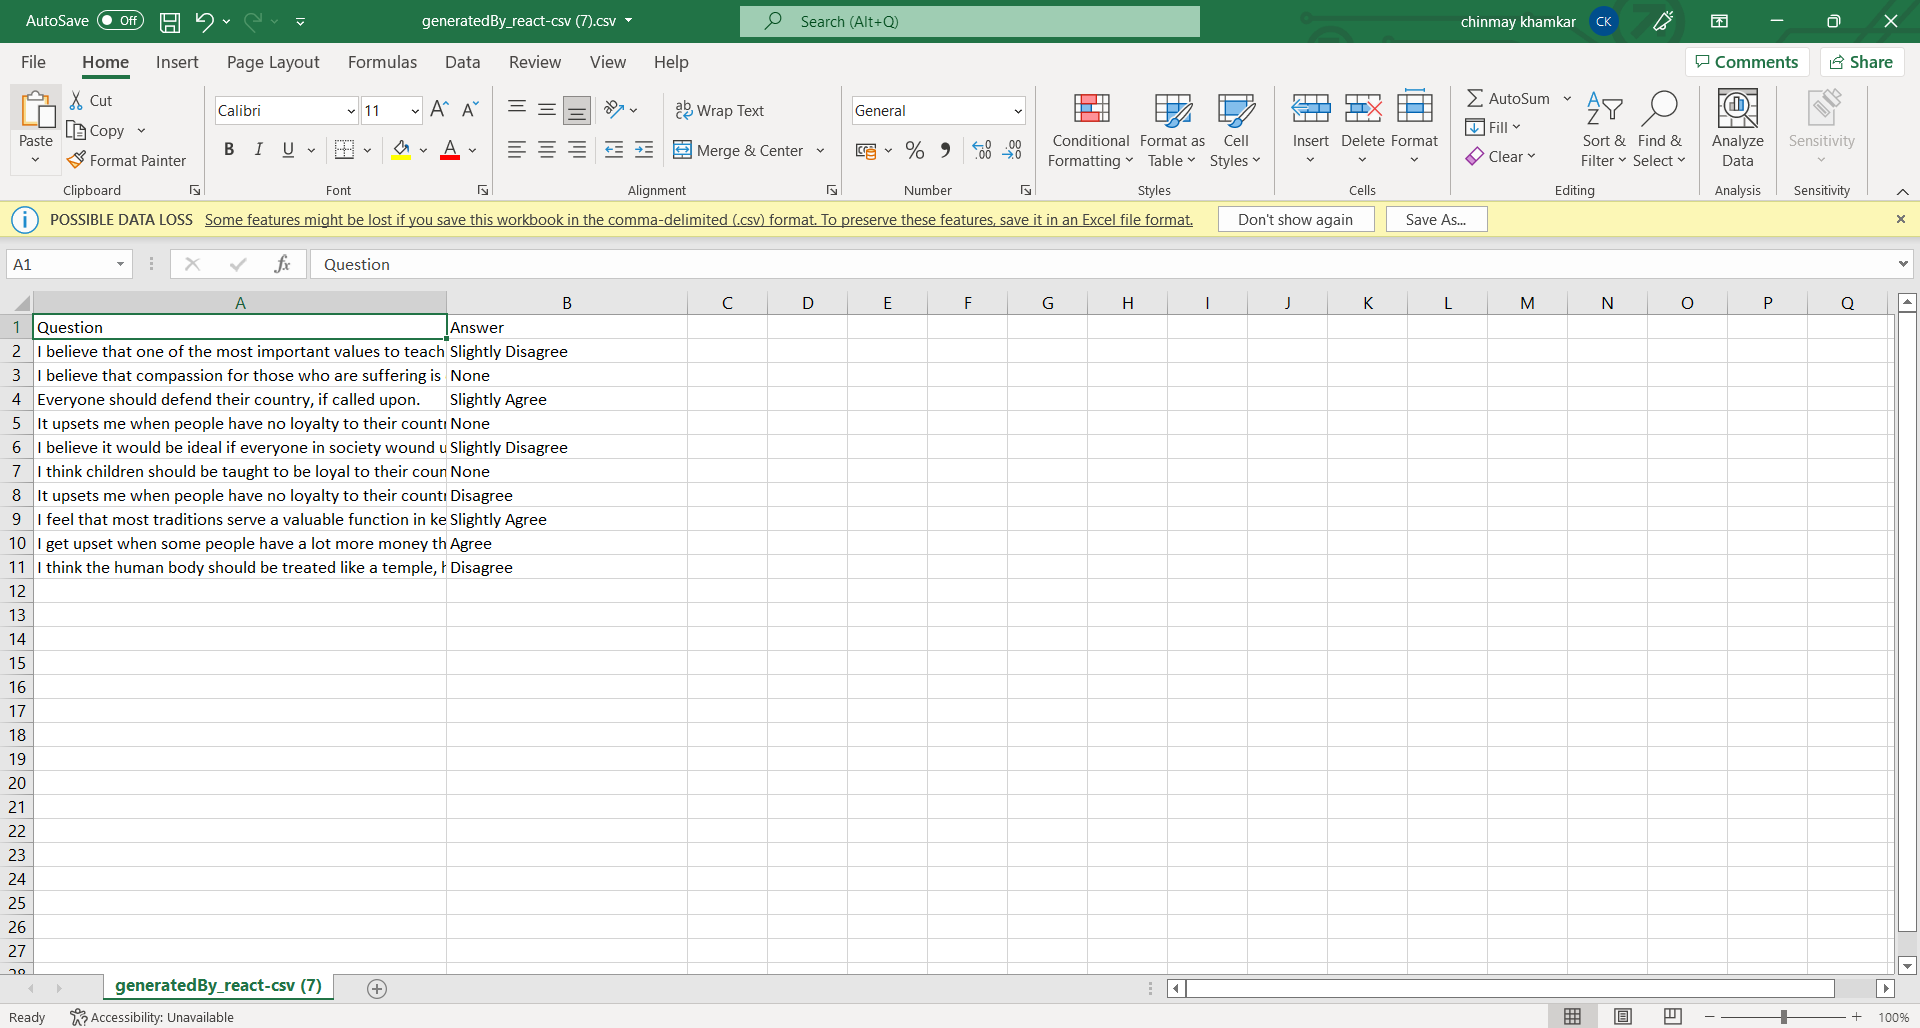 AutoSave Off generatedBy_react-csv (7).csv Search (Alt+Q) chinmay khamkar CK
File Home Insert Page Layout Formulas Data Review View Help Comments Share
Paste Cut Copy Format Painter Clipboard
Calibri 11 B I U A Font
Wrap Text Merge & Center Alignment
General % Number
Conditional Formatting Format as Table Cell Styles Styles
Insert Delete Format Cells
AutoSum Fill Clear Sort & Filter Find & Select Editing
Analyze Data Analysis
Sensitivity Sensitivity
POSSIBLE DATA LOSS Some features might be lost if you save this workbook in the comma-delimited (.csv) format. To preserve these features, save it in an Excel file format. Don't show again Save As...
A1 fx Question
A B C D E F G H I J K L M N O P Q
1 Question Answer
2 I believe that one of the most important values to teach Slightly Disagree
3 I believe that compassion for those who are suffering is None
4 Everyone should defend their country, if called upon. Slightly Agree
5 It upsets me when people have no loyalty to their count None
6 I believe it would be ideal if everyone in society wound u Slightly Disagree
7 I think children should be taught to be loyal to their coun None
8 It upsets me when people have no loyalty to their count Disagree
9 I feel that most traditions serve a valuable function in ke Slightly Agree
10 I get upset when some people have a lot more money th Agree
11 I think the human body should be treated like a temple, Disagree
12
13
14
15
16
17
18
19
20
21
22
23
24
25
26
27
28
generatedBy_react-csv (7)
Ready Accessibility: Unavailable 100%